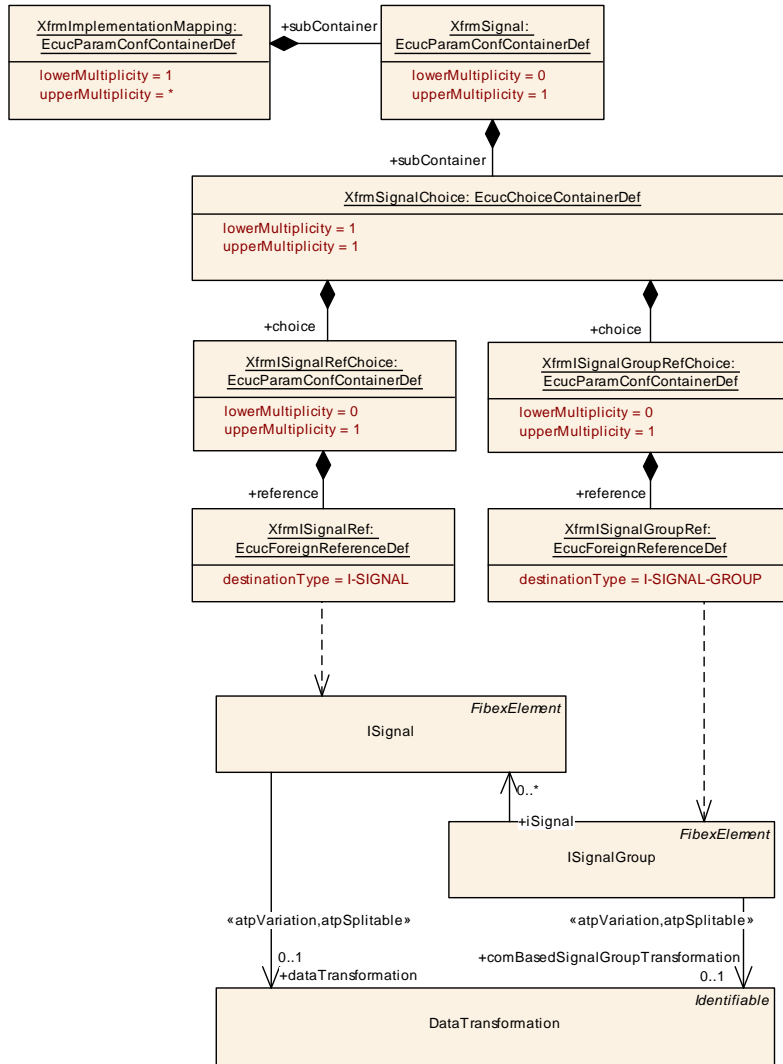 XfrmImplementationMapping:
EcucParamConfContainerDef
lowerMultiplicity = 1
upperMultiplicity = *
+subContainer
XfrmSignal:
EcucParamConfContainerDef
lowerMultiplicity = 0
upperMultiplicity = 1
+subContainer
XfrmSignalChoice: EcucChoiceContainerDef
lowerMultiplicity = 1
upperMultiplicity = 1
+choice
+choice
XfrmISignalRefChoice:
EcucParamConfContainerDef
lowerMultiplicity = 0
upperMultiplicity = 1
XfrmISignalGroupRefChoice:
EcucParamConfContainerDef
lowerMultiplicity = 0
upperMultiplicity = 1
+reference
+reference
XfrmISignalRef:
EcucForeignReferenceDef
destinationType = I-SIGNAL
XfrmISignalGroupRef:
EcucForeignReferenceDef
destinationType = I-SIGNAL-GROUP
FibexElement
ISignal
0..*
+iSignal
FibexElement
ISignalGroup
«atpVariation,atpSplitable»
0..1
+dataTransformation
«atpVariation,atpSplitable»
+comBasedSignalGroupTransformation
0..1
Identifiable
DataTransformation